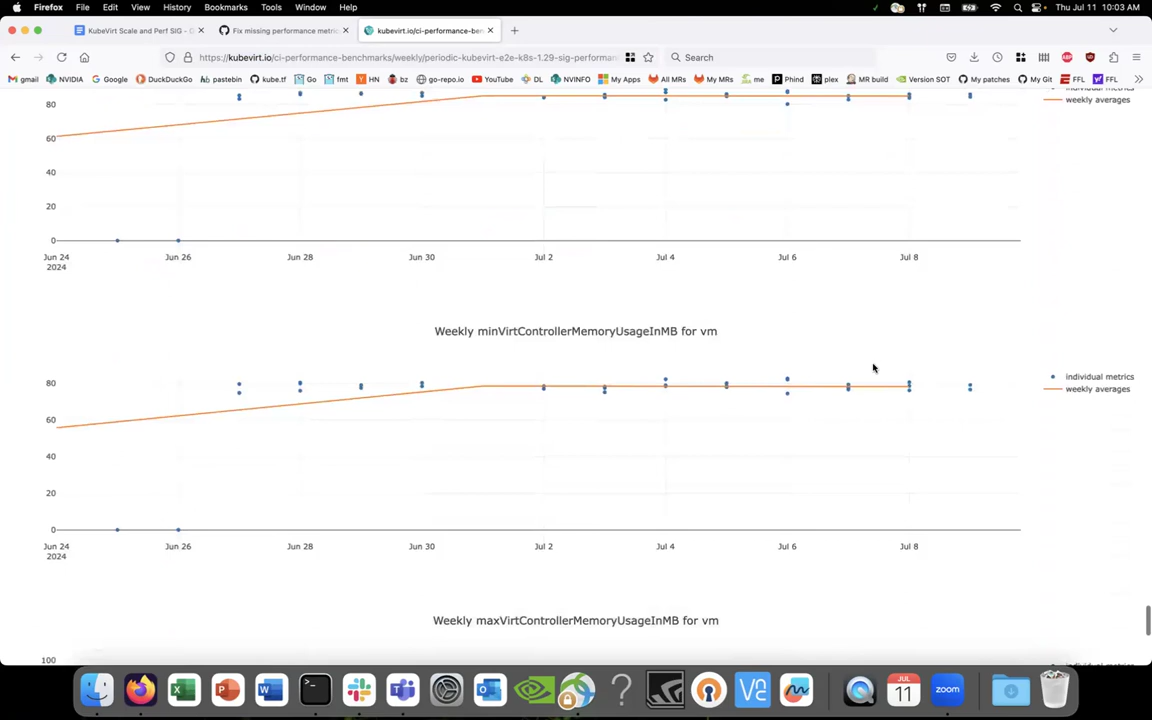 Firefox File Edit View History Bookmarks Tools Window Help Thu Jul 11 10:03 AM
KubeVirt Scale and Perf SIG - G Fix missing performance metric kubevirt.io/ci-performance-ben
https://kubevirt.io/ci-performance-benchmarks/weekly/periodic-kubevirt-e2e-k8s-1.29-sig-performan Search
gmail NVIDIA Google DuckDuckGo pastebin kube.tf Go fmt HN bz go-repo.io YouTube DL NVINFO My Apps All MRs My MRs me Phind plex MR build Version SOT My patches My Git FFL FFL
individual metrics
weekly averages
80
60
40
20
0
Jun 24 Jun 26 Jun 28 Jun 30 Jul 2 Jul 4 Jul 6 Jul 8
2024
Weekly minVirtControllerMemoryUsageInMB for vm
individual metrics
weekly averages
80
60
40
20
0
Jun 24 Jun 26 Jun 28 Jun 30 Jul 2 Jul 4 Jul 6 Jul 8
2024
Weekly maxVirtControllerMemoryUsageInMB for vm
100
JUL
11
zoom